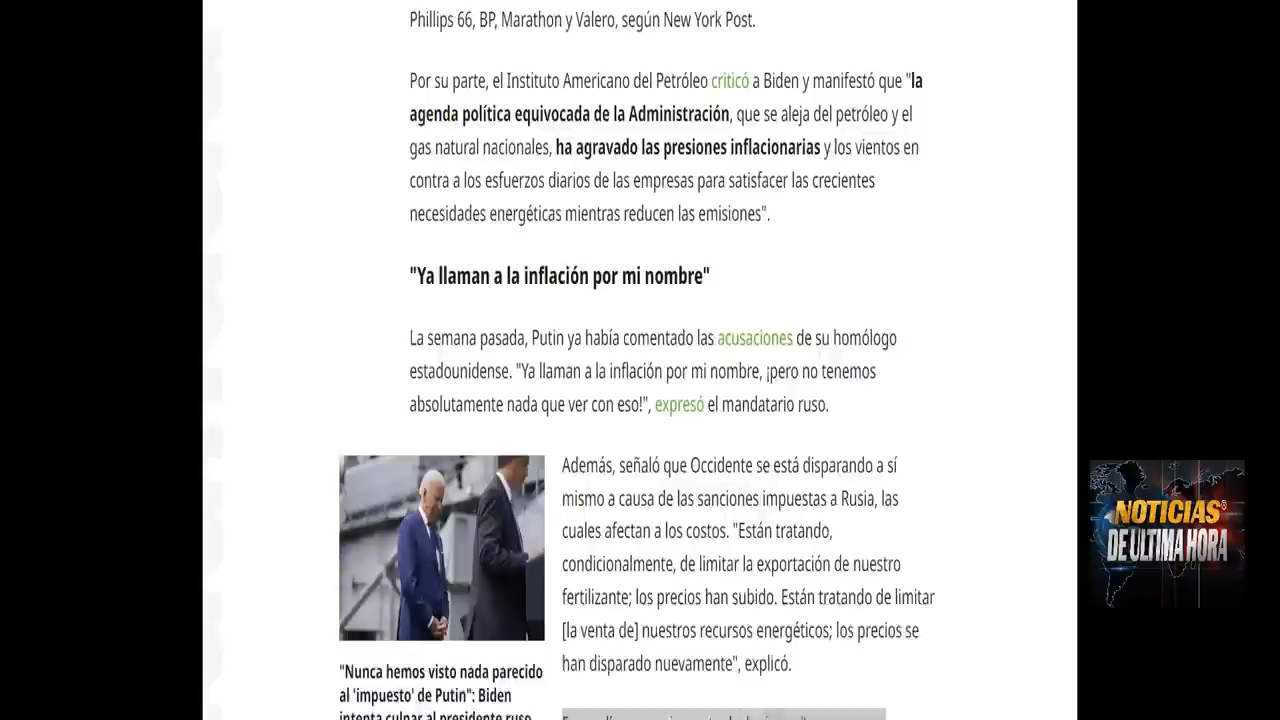 Phillips 66, BP, Marathon y Valero, según New York Post.
Por su parte, el Instituto Americano del Petróleo criticó a Biden y manifestó que "la
agenda política equivocada de la Administración, que se aleja del petróleo y el
gas natural nacionales, ha agravado las presiones inflacionarias y los vientos en
contra a los esfuerzos diarios de las empresas para satisfacer las crecientes
necesidades energéticas mientras reducen las emisiones".
"Ya llaman a la inflación por mi nombre"
La semana pasada, Putin ya había comentado las acusaciones de su homólogo
estadounidense. "Ya llaman a la inflación por mi nombre, ¡pero no tenemos
absolutamente nada que ver con eso!", expresó el mandatario ruso.
Además, señaló que Occidente se está disparando a sí
mismo a causa de las sanciones impuestas a Rusia, las
cuales afectan a los costos. "Están tratando,
condicionalmente, de limitar la exportación de nuestro
fertilizante; los precios han subido. Están tratando de limitar
[la venta de] nuestros recursos energéticos; los precios se
han disparado nuevamente", explicó.
"Nunca hemos visto nada parecido
al 'impuesto' de Putin": Biden
intenta culpar al presidente ruso
NOTICIAS
DE ULTIMA HORA